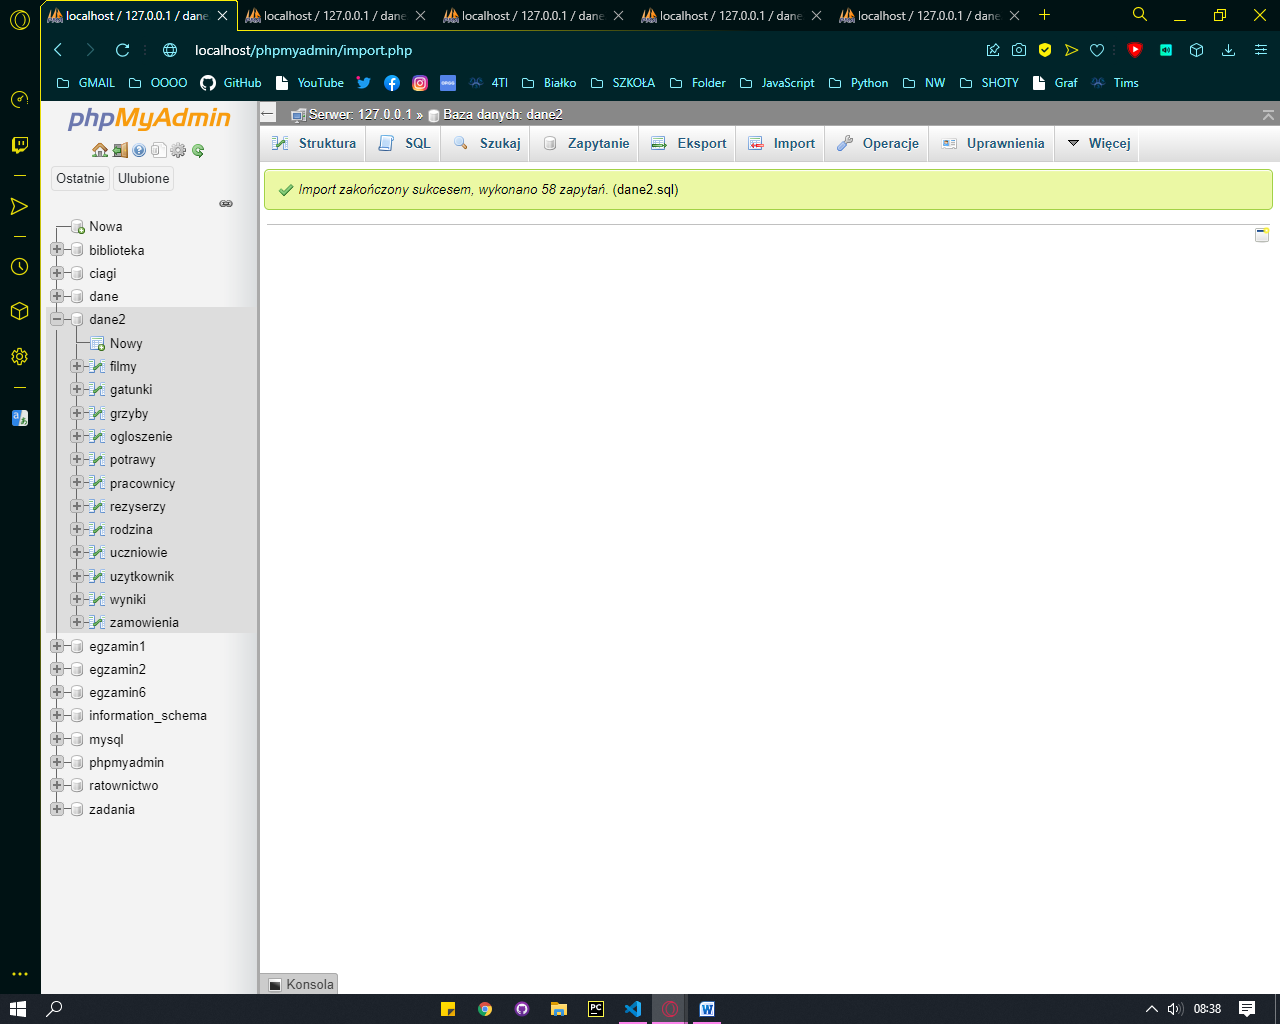 localhost / 127.0.0.1 / dane
localhost / 127.0.0.1 / dane
localhost / 127.0.0.1 / dane
localhost / 127.0.0.1 / dane
localhost / 127.0.0.1 / dane
localhost/phpmyadmin/import.php
GMAIL
OOOO
GitHub
YouTube
4TI
Białko
SZKOŁA
Folder
JavaScript
Python
NW
SHOTY
Graf
Tims
phpMyAdmin
Ostatnie
Ulubione
Nowa
biblioteka
ciagi
dane
dane2
Nowy
filmy
gatunki
grzyby
ogloszenie
potrawy
pracownicy
rezyserzy
rodzina
uczniowie
uzytkownik
wyniki
zamowienia
egzamin1
egzamin2
egzamin6
information_schema
mysql
phpmyadmin
ratownictwo
zadania
Serwer: 127.0.0.1 » Baza danych: dane2
Struktura
SQL
Szukaj
Zapytanie
Eksport
Import
Operacje
Uprawnienia
Więcej
Import zakończony sukcesem, wykonano 58 zapytań. (dane2.sql)
Konsola
08:38